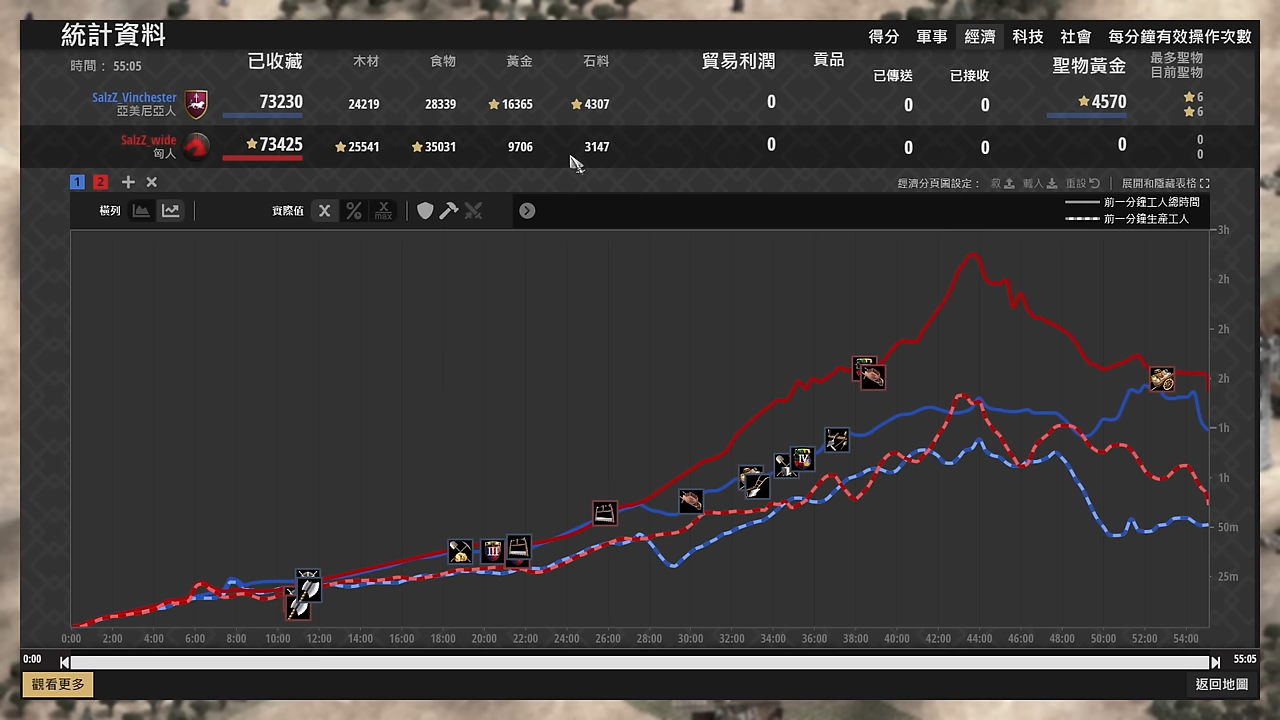 統計資料
得分 軍事 經濟 科技 社會 每分鐘有效操作次數
時間： 55:05
已收藏 木材 食物 黃金 石料 貿易利潤 貢品 已傳送 已接收 聖物黃金 最多聖物
目前聖物
SalzZ_Vinchester
亞美尼亞人
73230 24219 28339 16365 4307 0 0 0 4570 6
6
SalzZ_wide
匈人
73425 25541 35031 9706 3147 0 0 0 0 0
0
1 2
經濟分頁圖設定： 載入 重設 展開和隱藏表格
橫列 實際值 X % X max
前一分鐘工人總時間
前一分鐘生產工人
3h
2h
2h
2h
1h
1h
50m
25m
III
IV
0:00 2:00 4:00 6:00 8:00 10:00 12:00 14:00 16:00 18:00 20:00 22:00 24:00 26:00 28:00 30:00 32:00 34:00 36:00 38:00 40:00 42:00 44:00 46:00 48:00 50:00 52:00 54:00
0:00 55:05
觀看更多 返回地圖